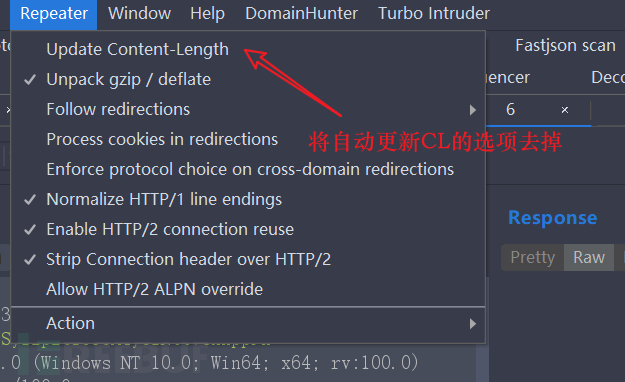 Repeater Window Help DomainHunter Turbo Intruder
Update Content-Length
Fastjson scan
✓ Unpack gzip / deflate
Follow redirections
6 ×
Process cookies in redirections
将自动更新CL的选项去掉
Enforce protocol choice on cross-domain redirections
✓ Normalize HTTP/1 line endings
Response
✓ Enable HTTP/2 connection reuse
✓ Strip Connection header over HTTP/2
Pretty Raw
Allow HTTP/2 ALPN override
Action
.0 (Windows NT 10.0; Win64; x64; rv:100.0)